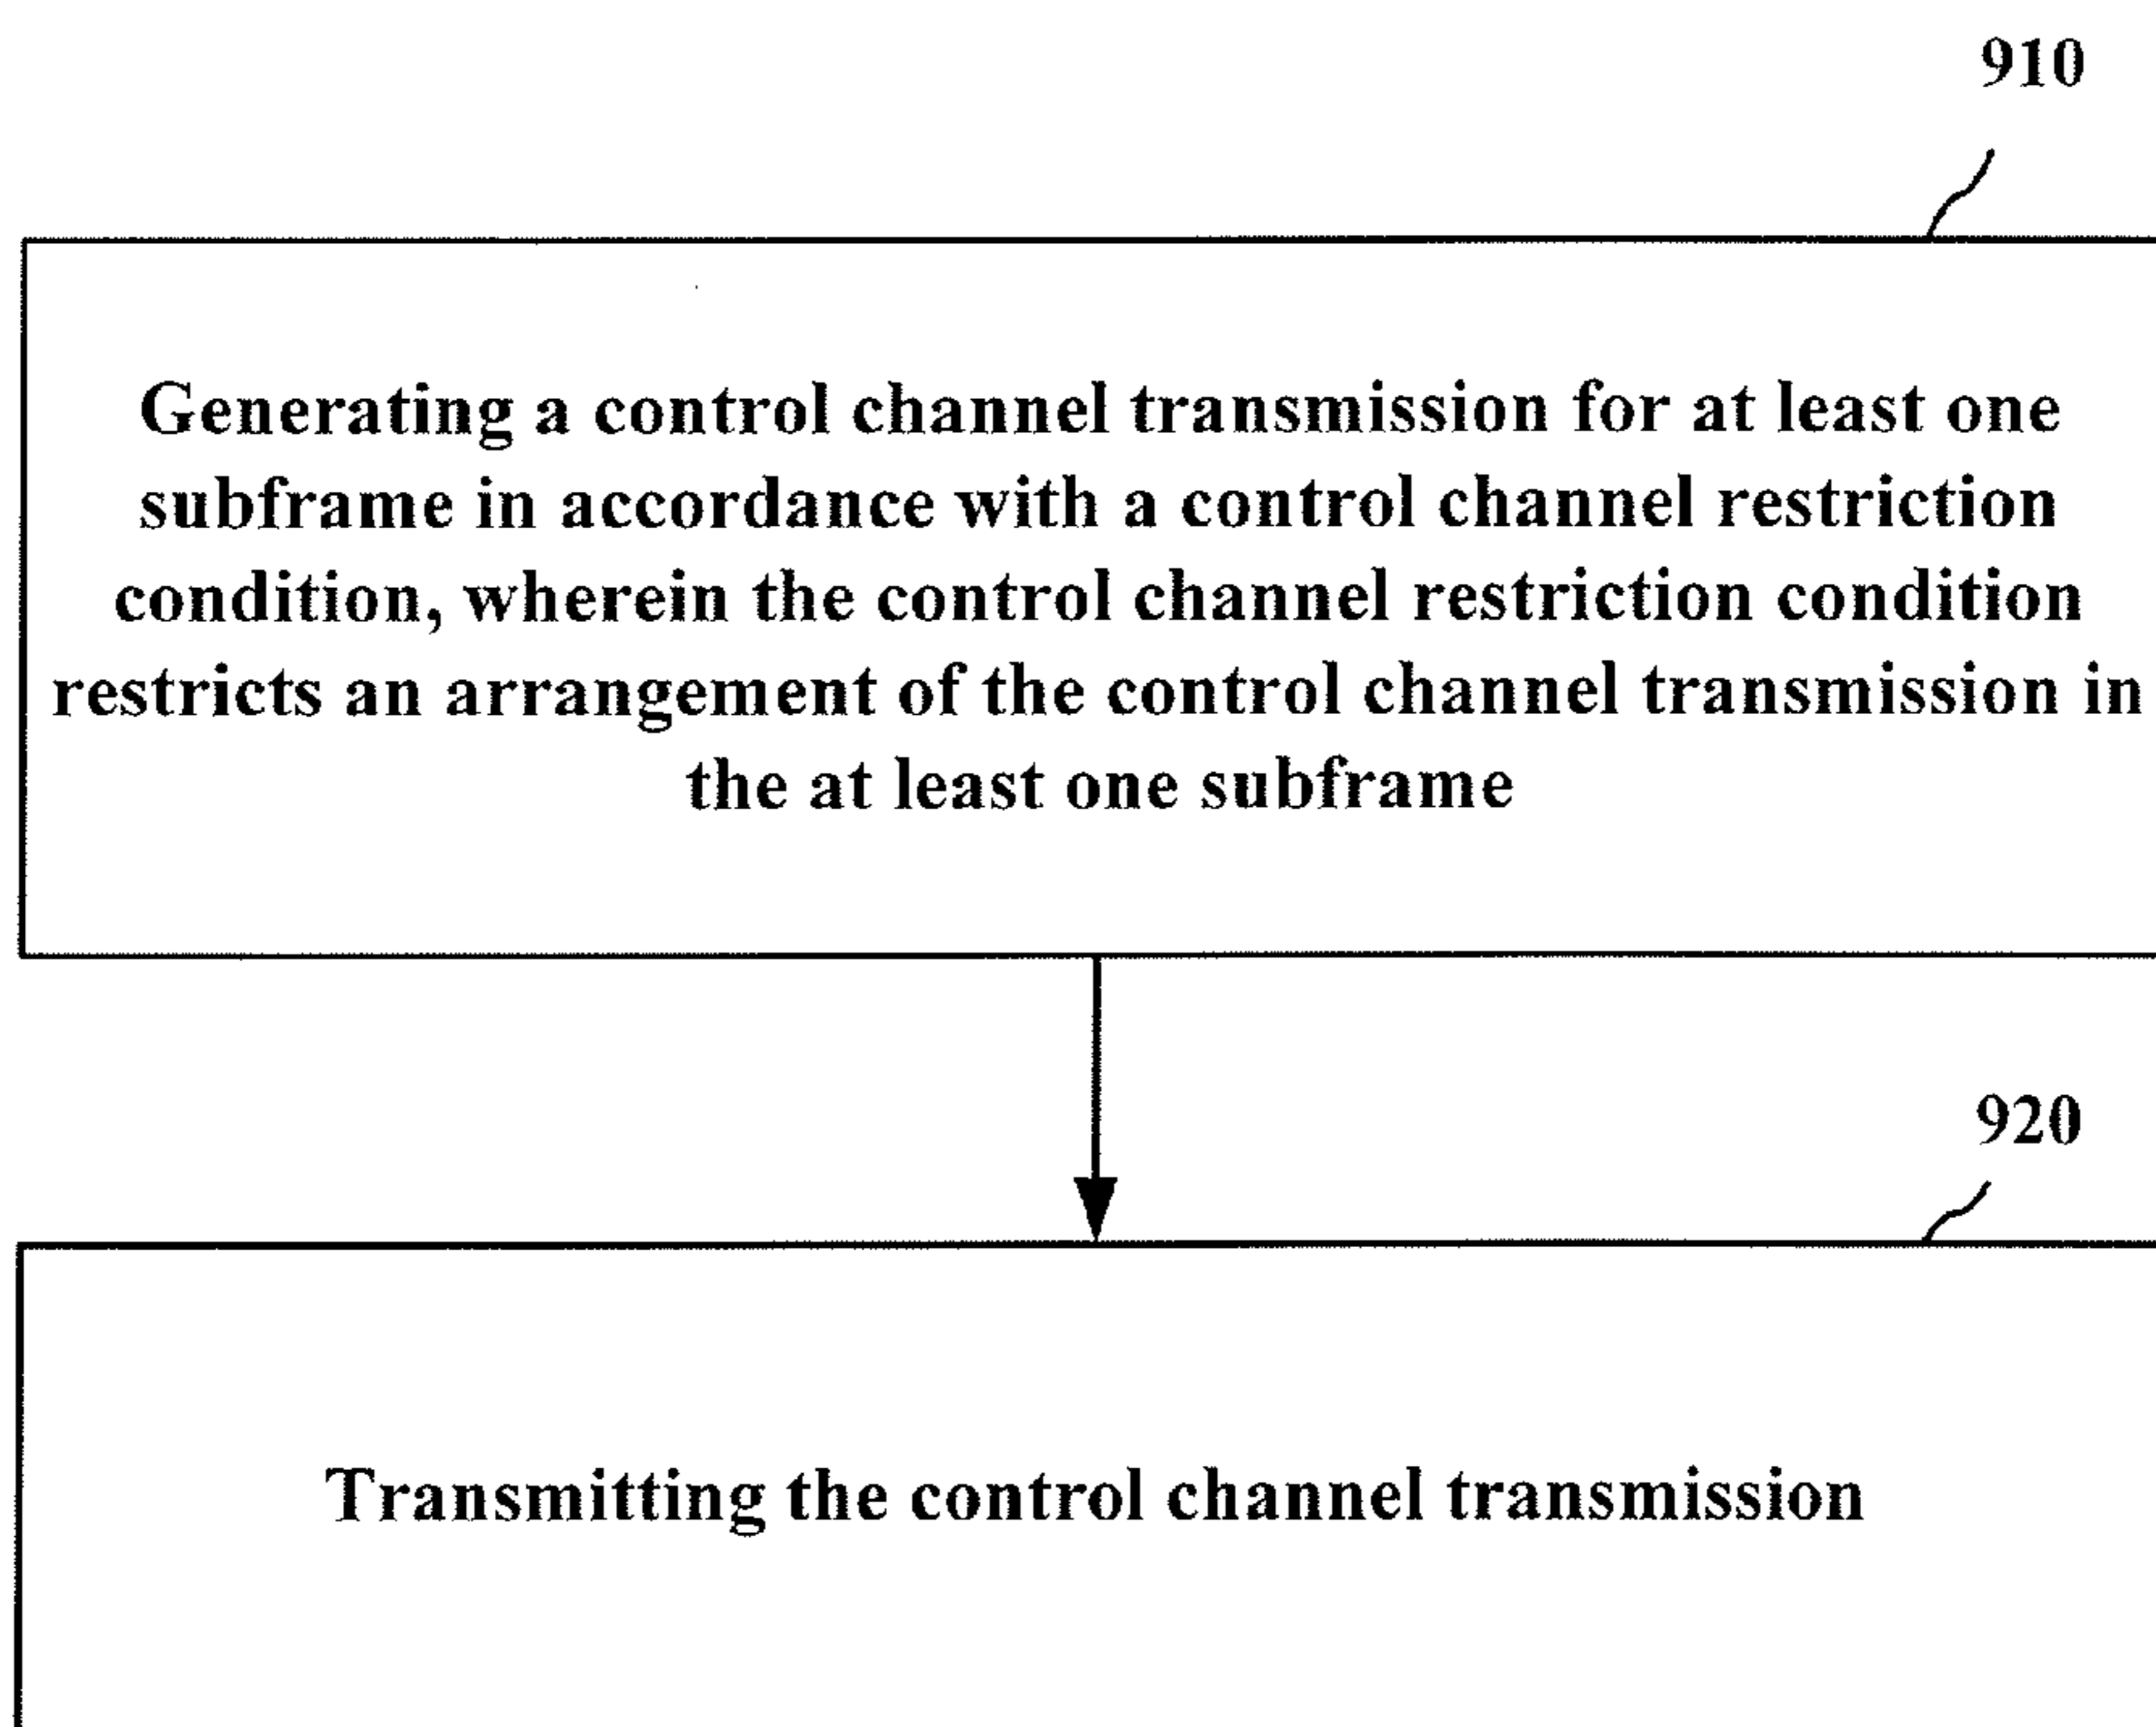 910
Generating a control channel transmission for at least one
subframe in accordance with a control channel restriction
condition, wherein the control channel restriction condition
restricts an arrangement of the control channel transmission in
the at least one subframe
920
Transmitting the control channel transmission